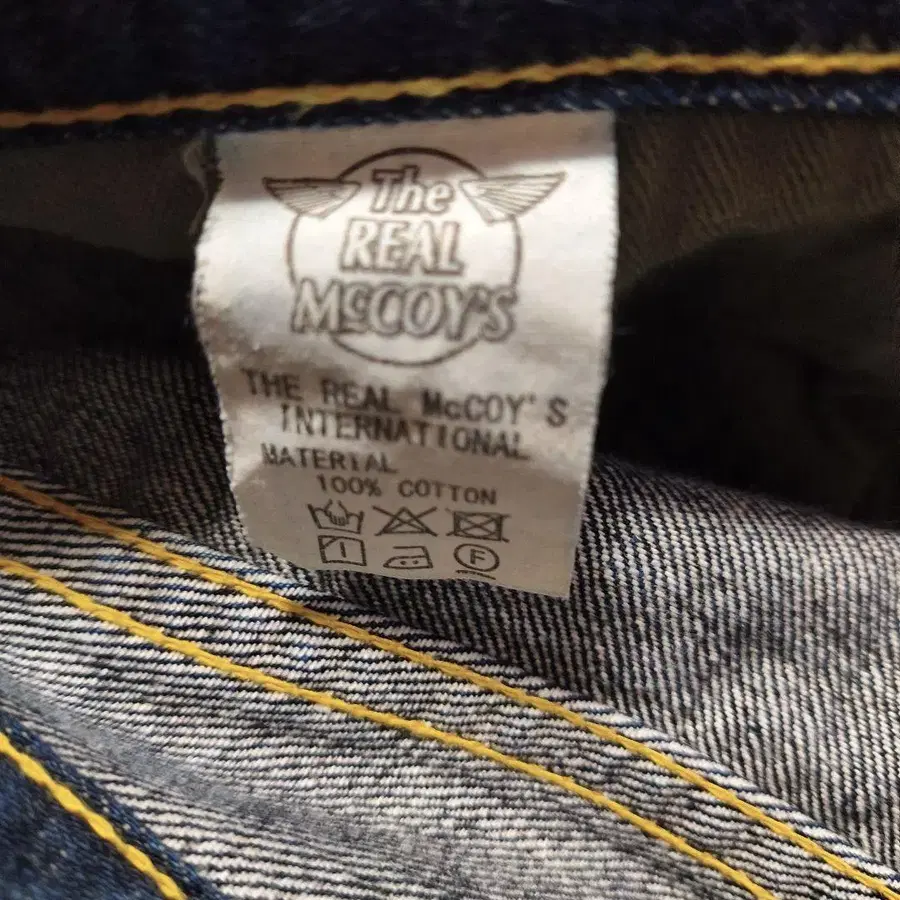 The
REAL
McCOY'S
THE REAL McCOY'S
INTERNATIONAL
MATERIAL
100% COTTON
F